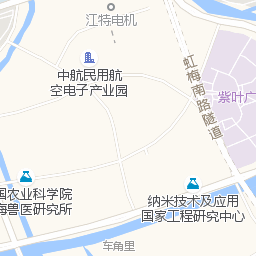 江特电机
中航民用航
空电子产业园
虹梅南路隧道
紫叶广
国农业科学院
海兽医研究所
纳米技术及应用
国家工程研究中心
车角里